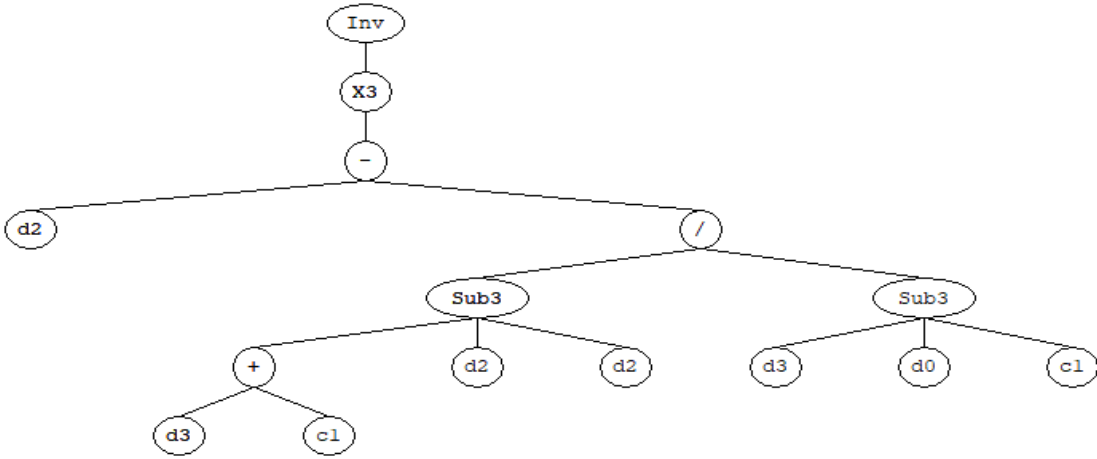 Inv
X3
-
d2 /
Sub3 Sub3
+ d2 d2 d3 d0 c1
d3 c1